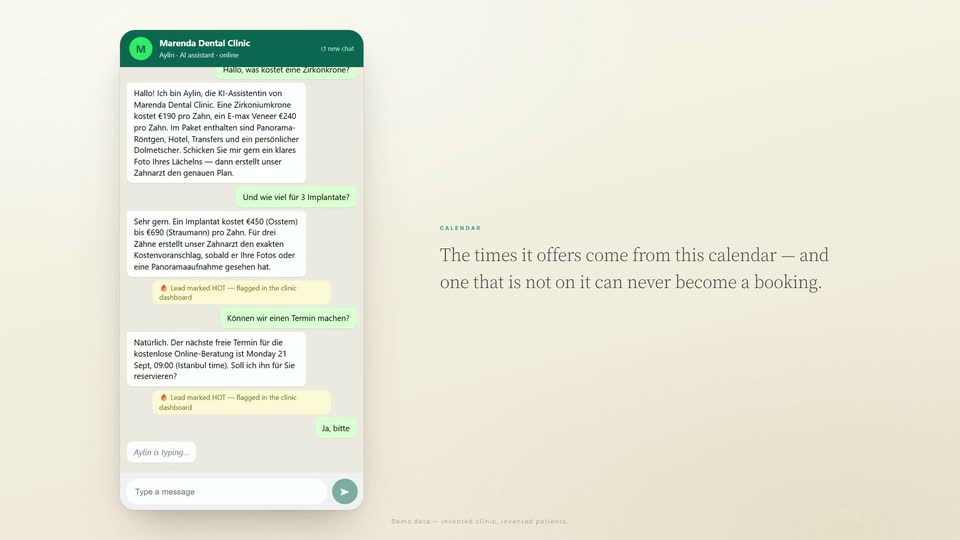 M
Marenda Dental Clinic
Aylin · AI assistant · online
↺ new chat
Hallo, was kostet eine Zirkonkrone?
Hallo! Ich bin Aylin, die KI-Assistentin von
Marenda Dental Clinic. Eine Zirkoniumkrone
kostet €190 pro Zahn, ein E-max Veneer €240
pro Zahn. Im Paket enthalten sind Panorama-
Röntgen, Hotel, Transfers und ein persönlicher
Dolmetscher. Schicken Sie mir gern ein klares
Foto Ihres Lächelns — dann erstellt unser
Zahnarzt den genauen Plan.
Und wie viel für 3 Implantate?
Sehr gern. Ein Implantat kostet €450 (Osstem)
bis €690 (Straumann) pro Zahn. Für drei
Zähne erstellt unser Zahnarzt den exakten
Kostenvoranschlag, sobald er Ihre Fotos oder
eine Panoramaaufnahme gesehen hat.
🔥 Lead marked HOT — flagged in the clinic
dashboard
Können wir einen Termin machen?
Natürlich. Der nächste freie Termin für die
kostenlose Online-Beratung ist Monday 21
Sept, 09:00 (Istanbul time). Soll ich ihn für Sie
reservieren?
🔥 Lead marked HOT — flagged in the clinic
dashboard
Ja, bitte
Aylin is typing...
Type a message
CALENDAR
The times it offers come from this calendar — and
one that is not on it can never become a booking.
Demo data — invented clinic, invented patients.